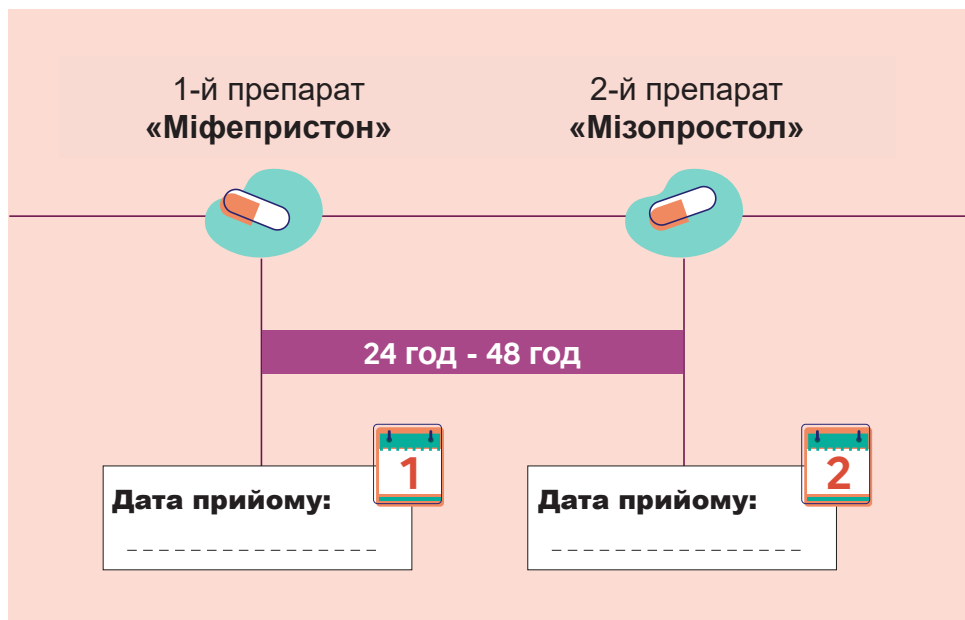 1-й препарат
«Міфепристон»
2-й препарат
«Мізопростол»
24 год - 48 год
1
Дата прийому:
2
Дата прийому: